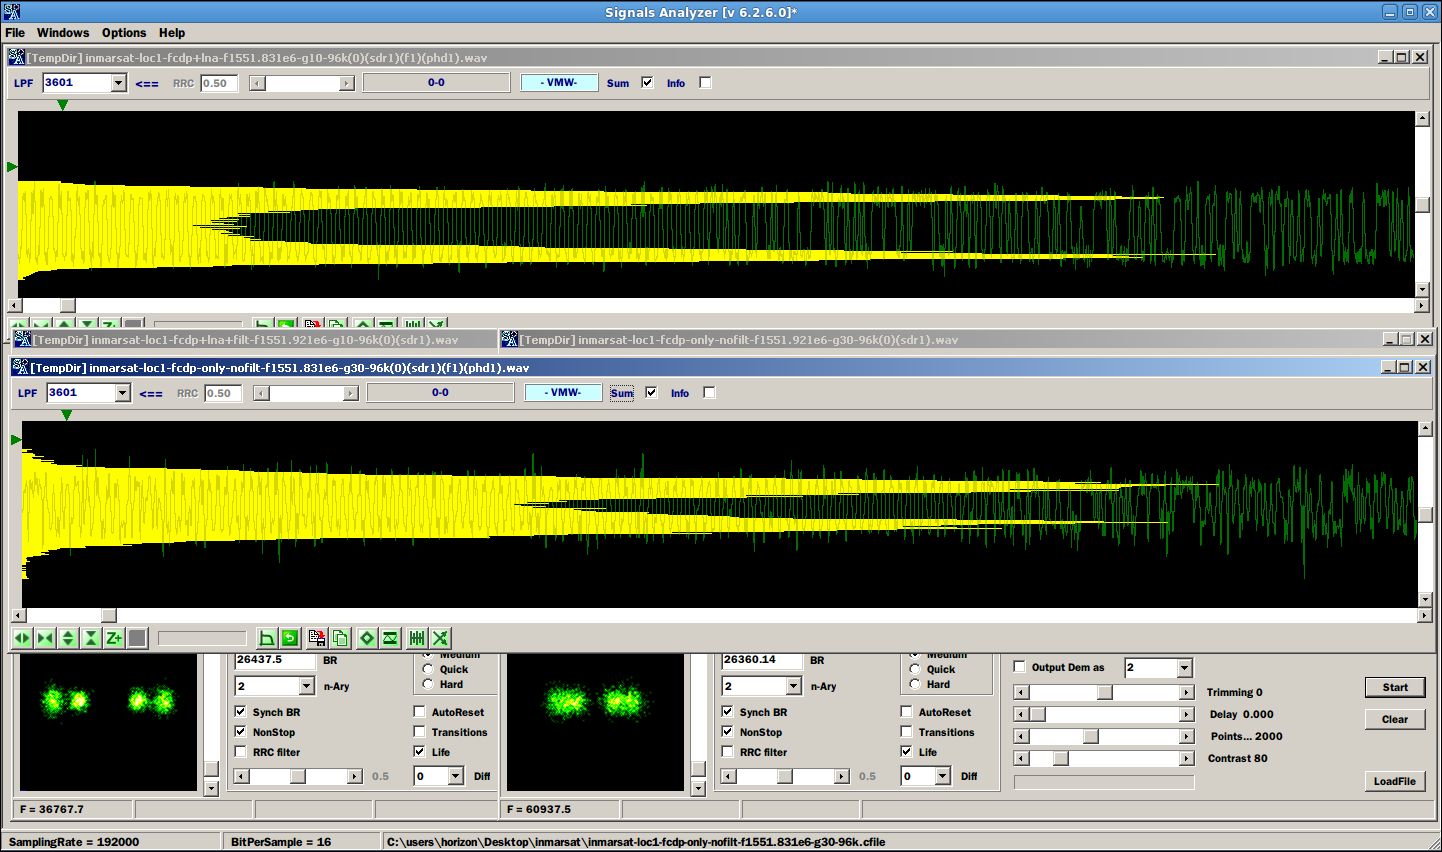 Signals Analyzer [v 6.2.6.0]*
File Windows Options Help
[TempDir] inmarsat-loc1-fcdp+lna-f1551.831e6-g10-96k(0)(sdr1)(f1)(phd1).wav
LPF 3601 <== RRC 0.50 0-0 - VMW- Sum Info
[TempDir] inmarsat-loc1-fcdp+lna+filt-f1551.921e6-g10-96k(0)(sdr1).wav [TempDir] inmarsat-loc1-fcdp-only-nofilt-f1551.921e6-g30-96k(0)(sdr1).wav
[TempDir] inmarsat-loc1-fcdp-only-nofilt-f1551.831e6-g30-96k(0)(sdr1)(f1)(phd1).wav
LPF 3601 <== RRC 0.50 0-0 - VMW- Sum Info
Z+
26437.5 BR Medium 26360.14 BR Medium
Quick Quick Output Dem as 2
2 n-Ary Hard 2 n-Ary Hard Trimming 0 Start
Synch BR AutoReset Synch BR AutoReset Delay 0.000 Clear
NonStop Transitions NonStop Transitions Points... 2000
RRC filter Life RRC filter Life Contrast 80
0.5 0 Diff 0.5 0 Diff LoadFile
F = 36767.7 F = 60937.5
SamplingRate = 192000 BitPerSample = 16 C:\users\horizon\Desktop\inmarsat\inmarsat-loc1-fcdp-only-nofilt-f1551.831e6-g30-96k.cfile